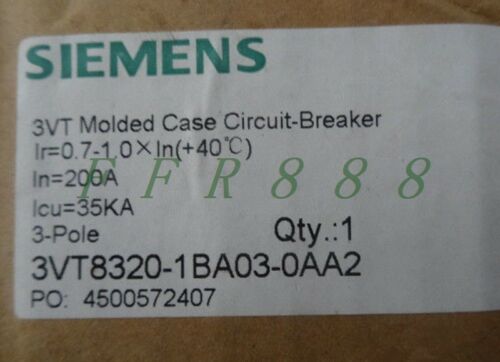 SIEMENS
3VT Molded Case Circuit-Breaker
Ir=0.7-1.0×In(+40℃)
FFR888
In=200A
Icu=35KA
3-Pole Qty.:1
3VT8320-1BA03-0AA2
PO: 4500572407